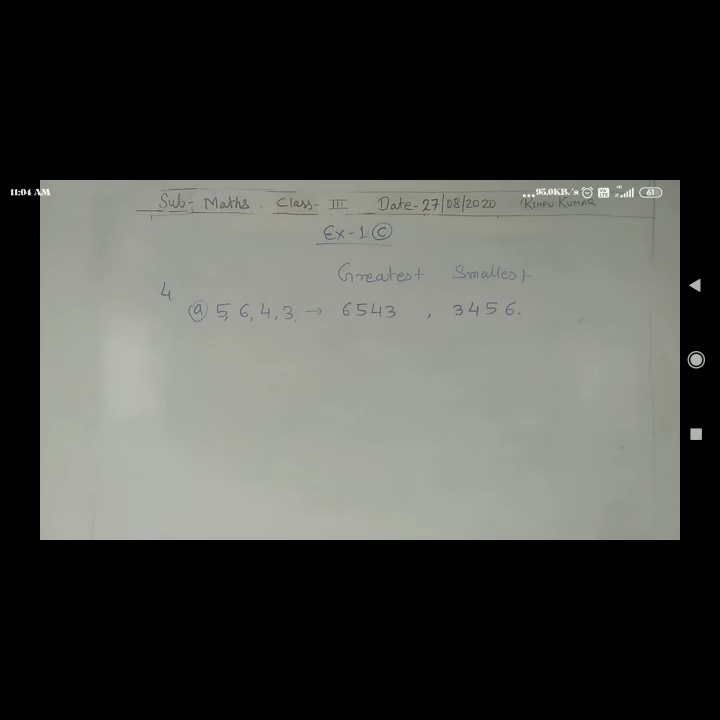 11:04 AM
...95.0KB/s 61
Sub- Maths. Class- III Date- 27/08/2020 KUMAR
Ex-1 C
Greatest Smallest
4.
a 5, 6, 4, 3. → 6543 , 3456.